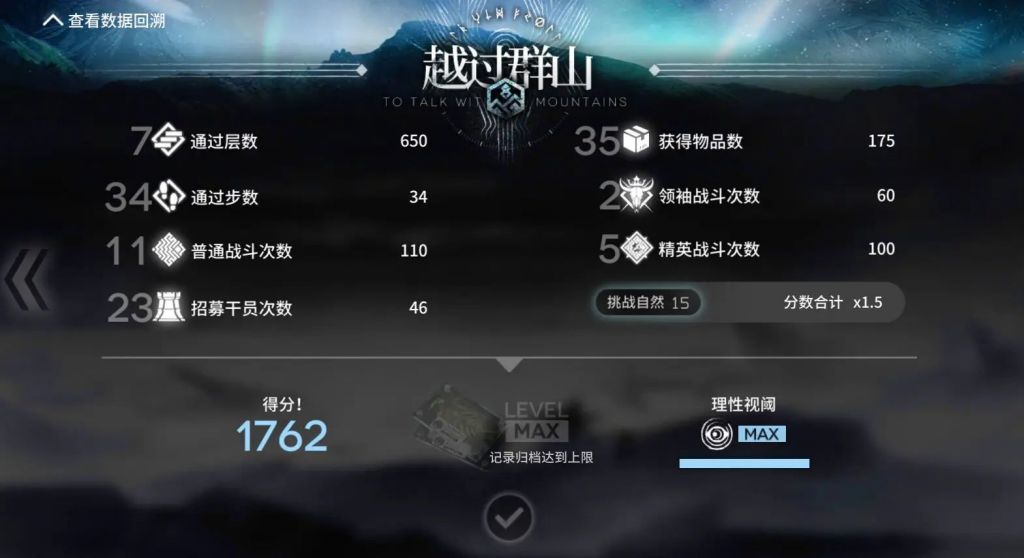 查看数据回溯
越过群山
TO TALK WITH MOUNTAINS
7 通过层数 650
35 获得物品数 175
34 通过步数 34
2 领袖战斗次数 60
11 普通战斗次数 110
5 精英战斗次数 100
23 招募干员次数 46
挑战自然 15 分数合计 x1.5
得分!
1762
LEVEL
MAX
记录归档达到上限
理性视阈
MAX